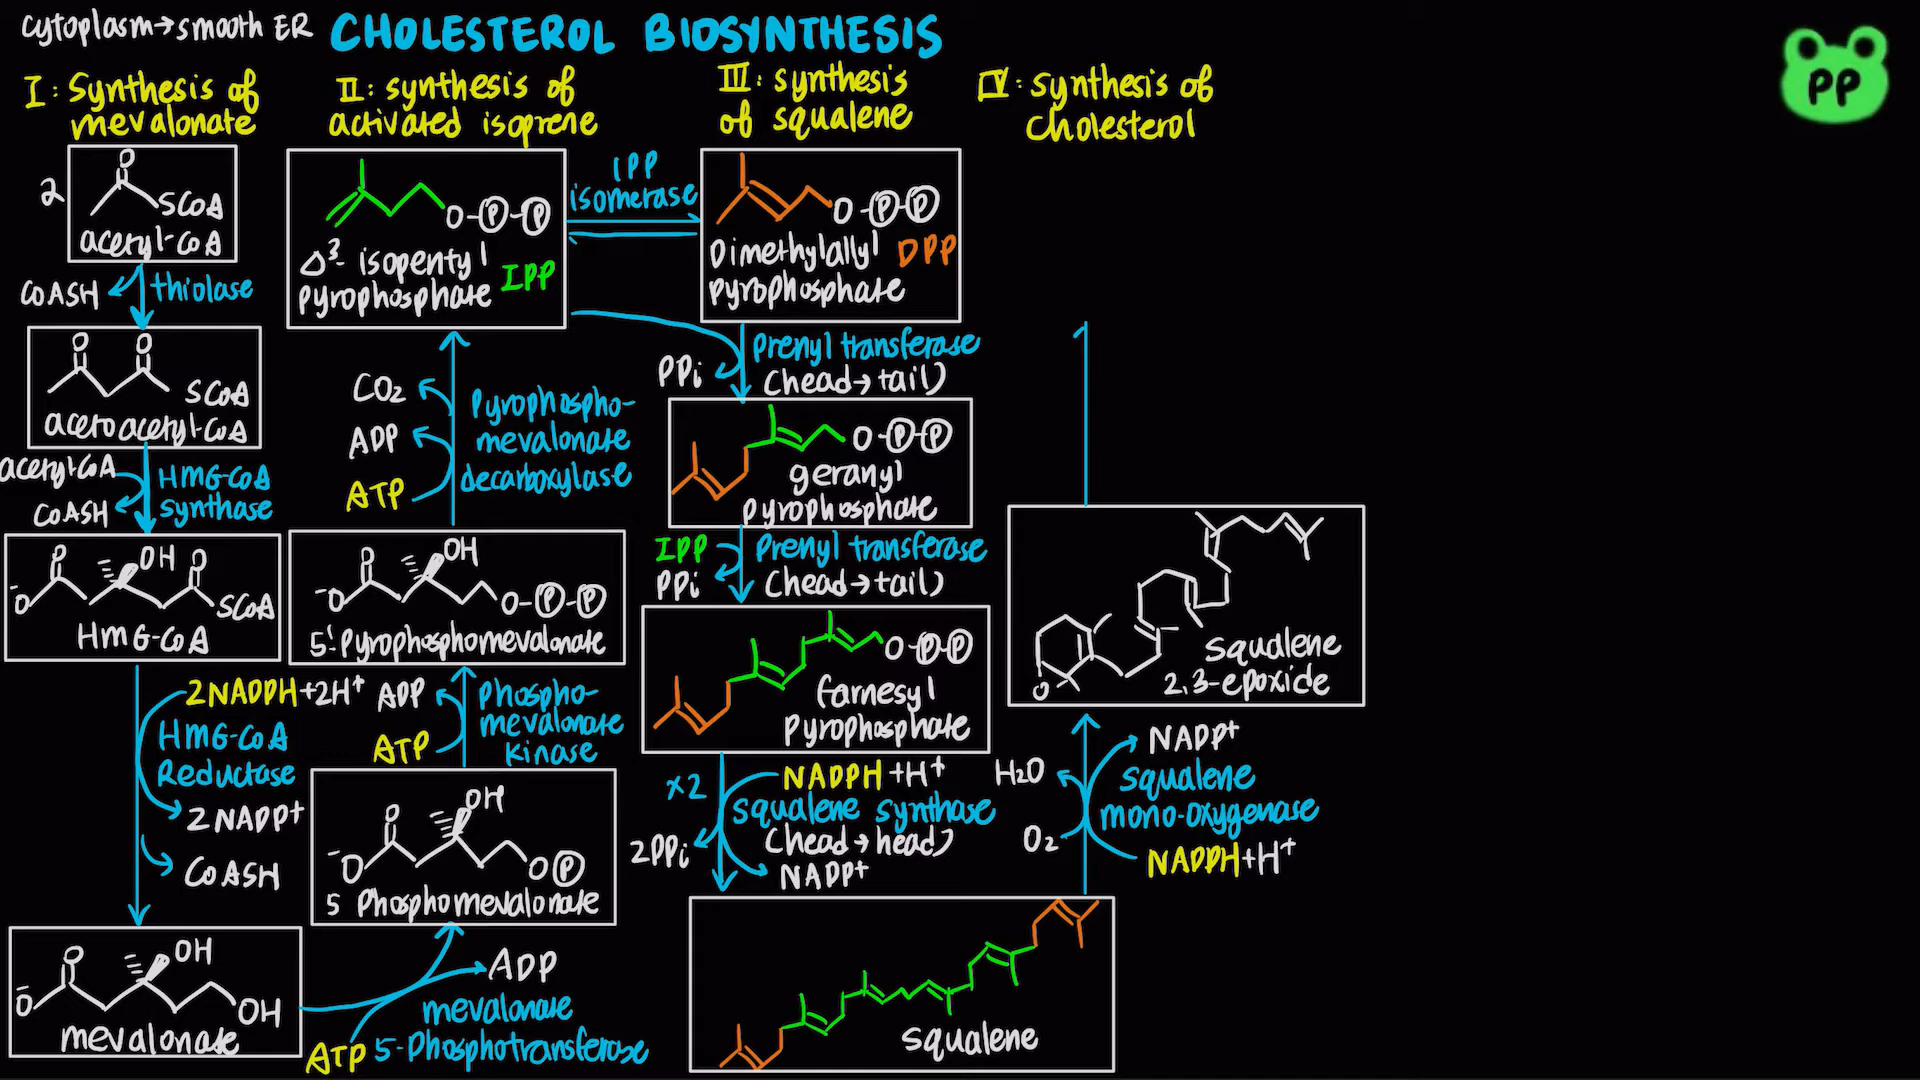 cytoplasm→smooth ER CHOLESTEROL BIOSYNTHESIS
PP
I: Synthesis of
mevalonate
2
O
SCoA
acetyl-CoA
CoASH
thiolase
O O
SCoA
acetoacetyl-CoA
acetyl-CoA
HMG-CoA
synthase
CoASH
O OH O
⁻O SCoA
HMG-CoA
2NADPH+2H⁺
HMG-CoA
Reductase
2NADP+
CoASH
O OH
⁻O OH
mevalonate
ATP
ADP
mevalonate
5-Phosphotransferase
II: synthesis of
activated isoprene
O-P-P
Δ³- isopentyl
pyrophosphate
IPP
CO₂
ADP
ATP
Pyrophospho-
mevalonate
decarboxylase
O OH
⁻O O-P-P
5'-Pyrophosphomevalonate
ADP
ATP
Phospho-
mevalonate
kinase
O OH
⁻O O P
5 Phosphomevalonate
IPP
isomerase
III: synthesis
of squalene
O-P-P
Dimethylallyl
pyrophosphate
DPP
PPi
Prenyl transferase
(head→tail)
O-P-P
geranyl
pyrophosphate
IPP
PPi
Prenyl transferase
(head→tail)
O-P-P
farnesyl
pyrophosphate
×2
NADPH+H⁺
squalene synthase
(head→head)
2PPi
NADP+
squalene
IV: synthesis of
cholesterol
O
squalene
2,3-epoxide
H2O
NADP+
squalene
mono-oxygenase
O₂
NADPH+H⁺